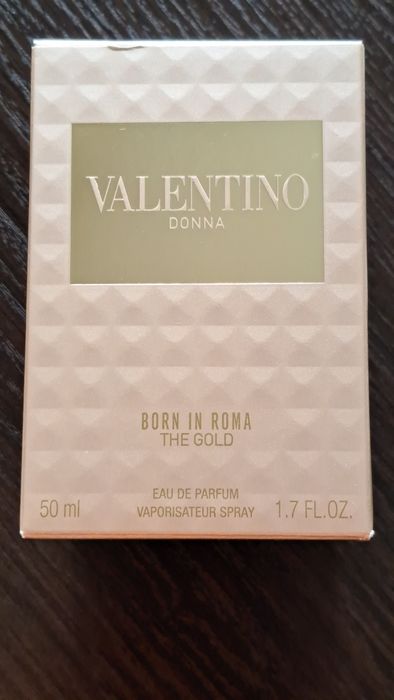 VALENTINO
DONNA
BORN IN ROMA
THE GOLD
EAU DE PARFUM
50 ml VAPORISATEUR SPRAY 1.7 FL.OZ.